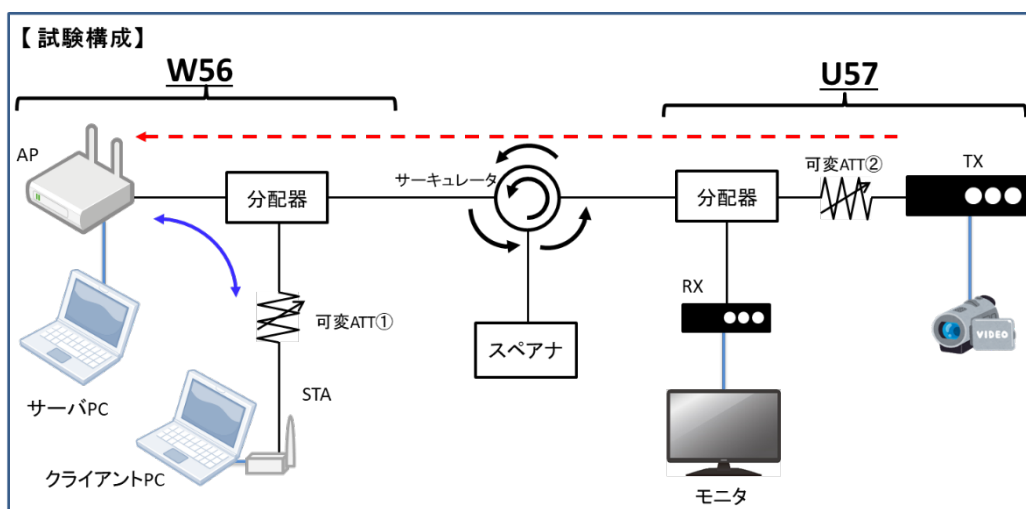 【 試験構成】
W56
U57
AP
分配器
サーキュレータ
分配器
可変ATT②
TX
可変ATT①
RX
スペアナ
VIDEO
サーバPC
STA
クライアントPC
モニタ